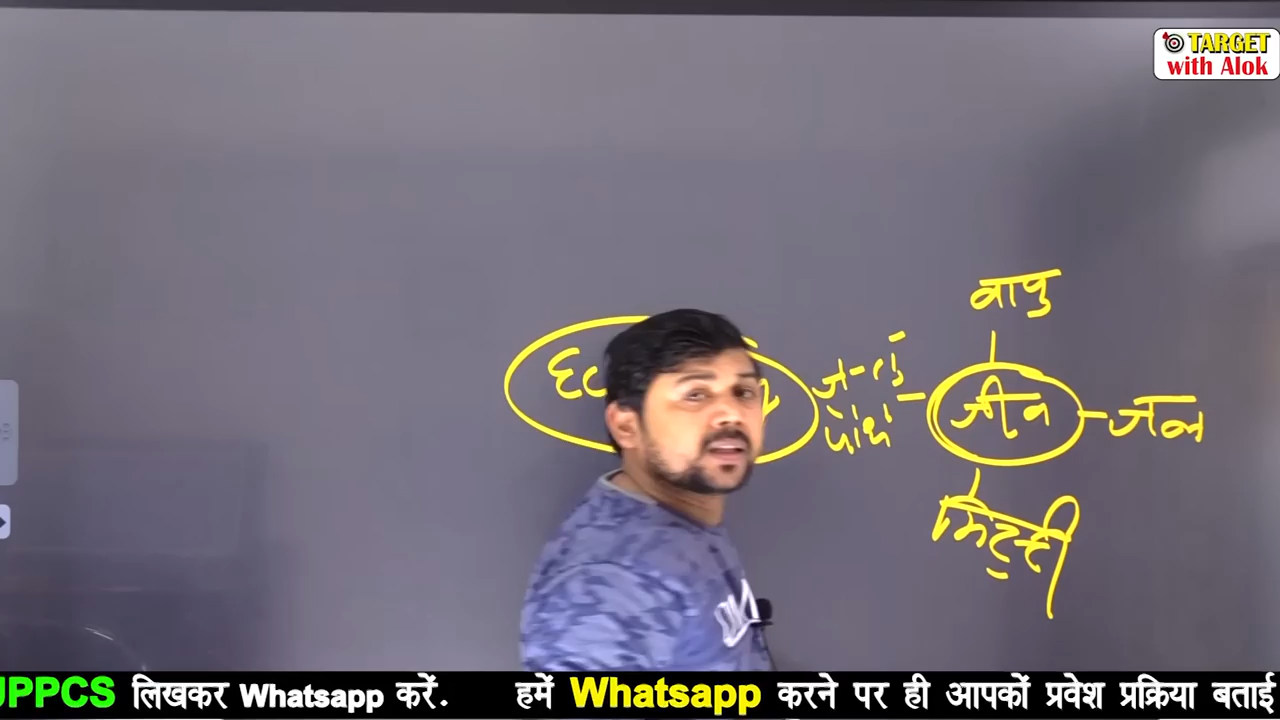 TARGET
with Alok
वायु
जीव
जल
पौधे
मिट्टी
UPPCS लिखकर Whatsapp करें. हमें Whatsapp करने पर ही आपकों प्रवेश प्रक्रिया बताई